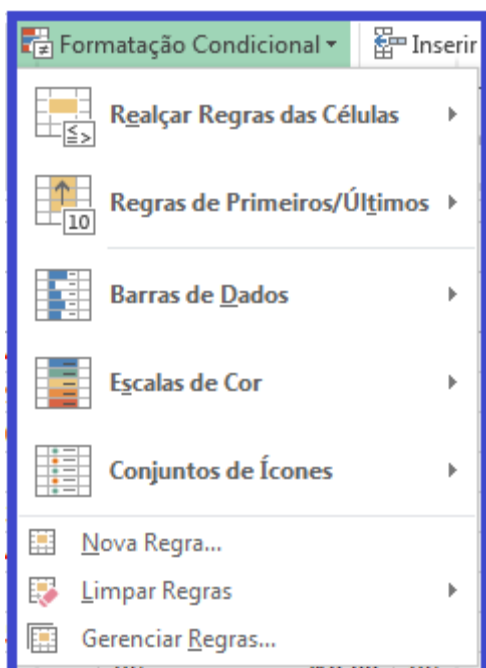 Formatação Condicional Inserir
Realçar Regras das Células
10
Regras de Primeiros/Últimos
Barras de Dados
Escalas de Cor
Conjuntos de Ícones
Nova Regra...
Limpar Regras
Gerenciar Regras...